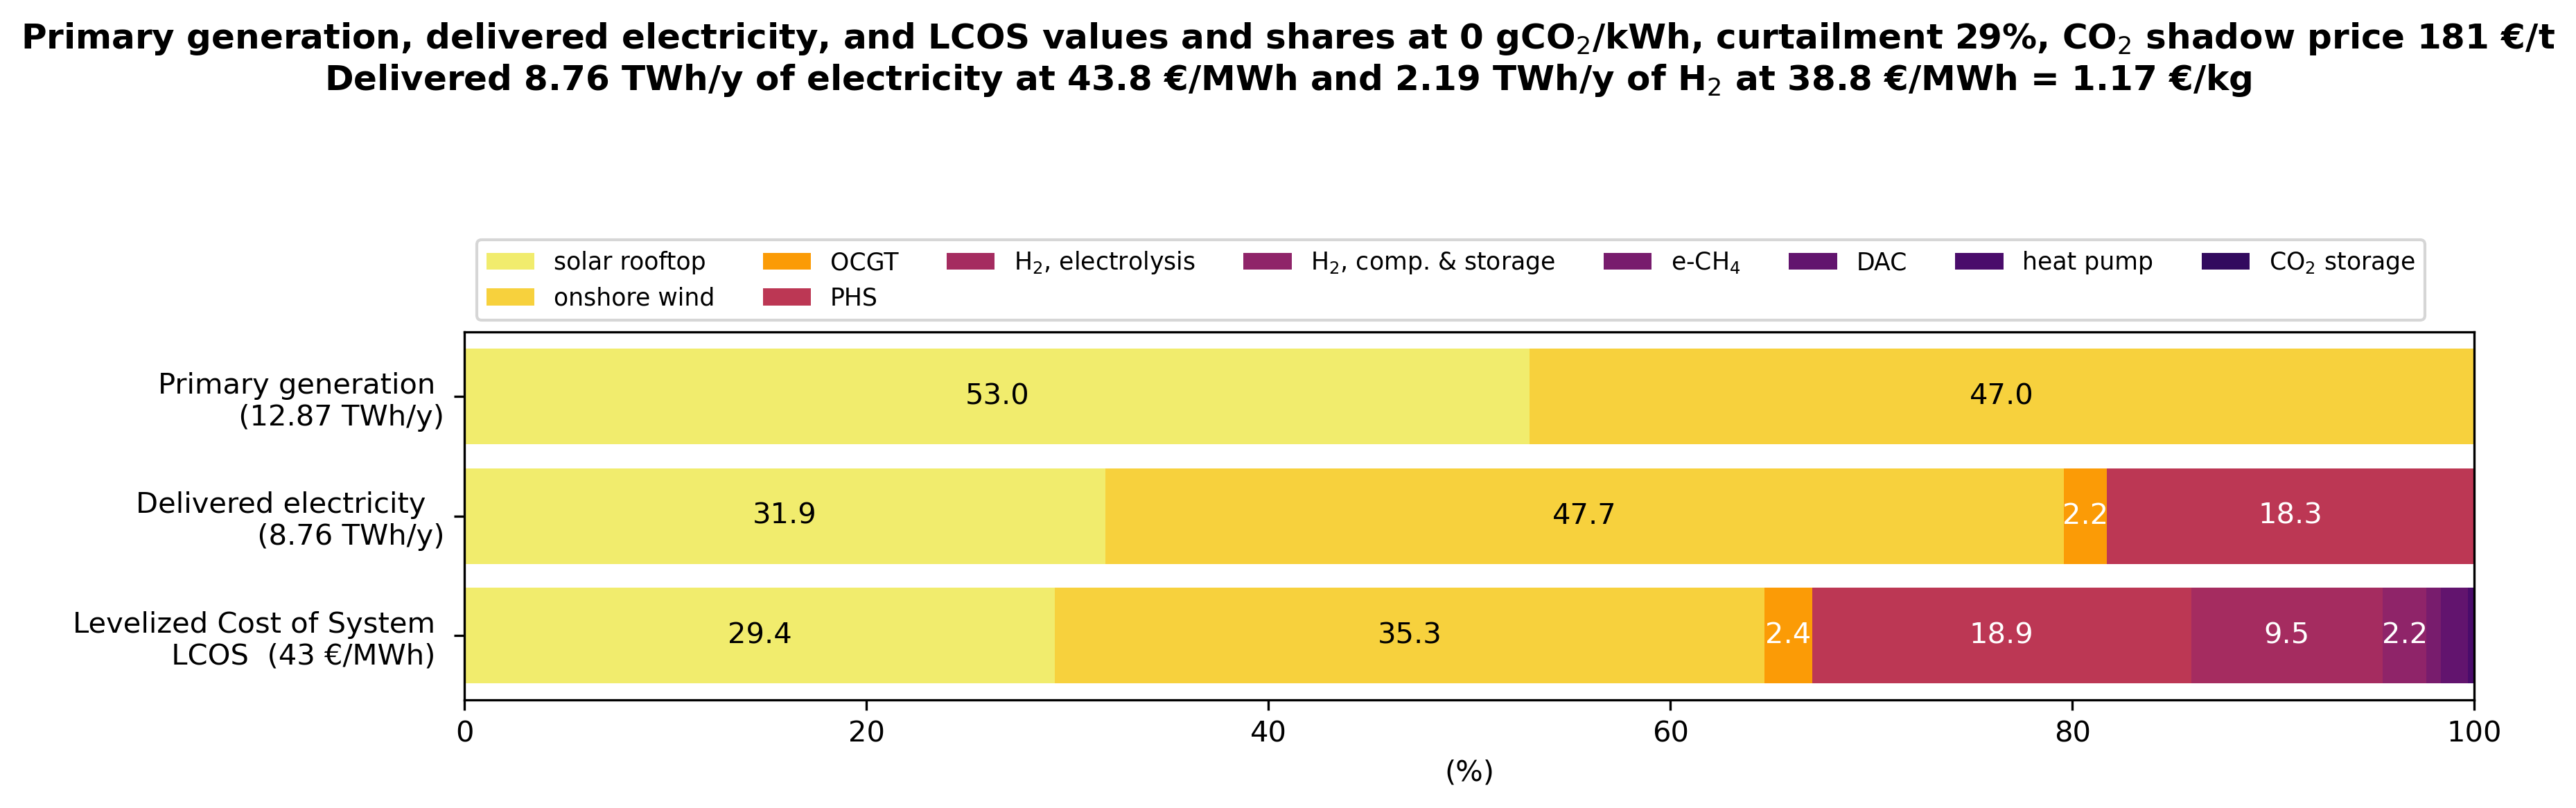 Primary generation, delivered electricity, and LCOS values and shares at 0 gCO₂/kWh, curtailment 29%, CO₂ shadow price 181 €/t
Delivered 8.76 TWh/y of electricity at 43.8 €/MWh and 2.19 TWh/y of H₂ at 38.8 €/MWh = 1.17 €/kg
solar rooftop OCGT H₂, electrolysis H₂, comp. & storage e-CH₄ DAC heat pump CO₂ storage
onshore wind PHS
Primary generation
(12.87 TWh/y)
53.0 47.0
Delivered electricity
(8.76 TWh/y)
31.9 47.7 2.2 18.3
Levelized Cost of System
LCOS (43 €/MWh)
29.4 35.3 2.4 18.9 9.5 2.2
0 20 40 60 80 100
(%)